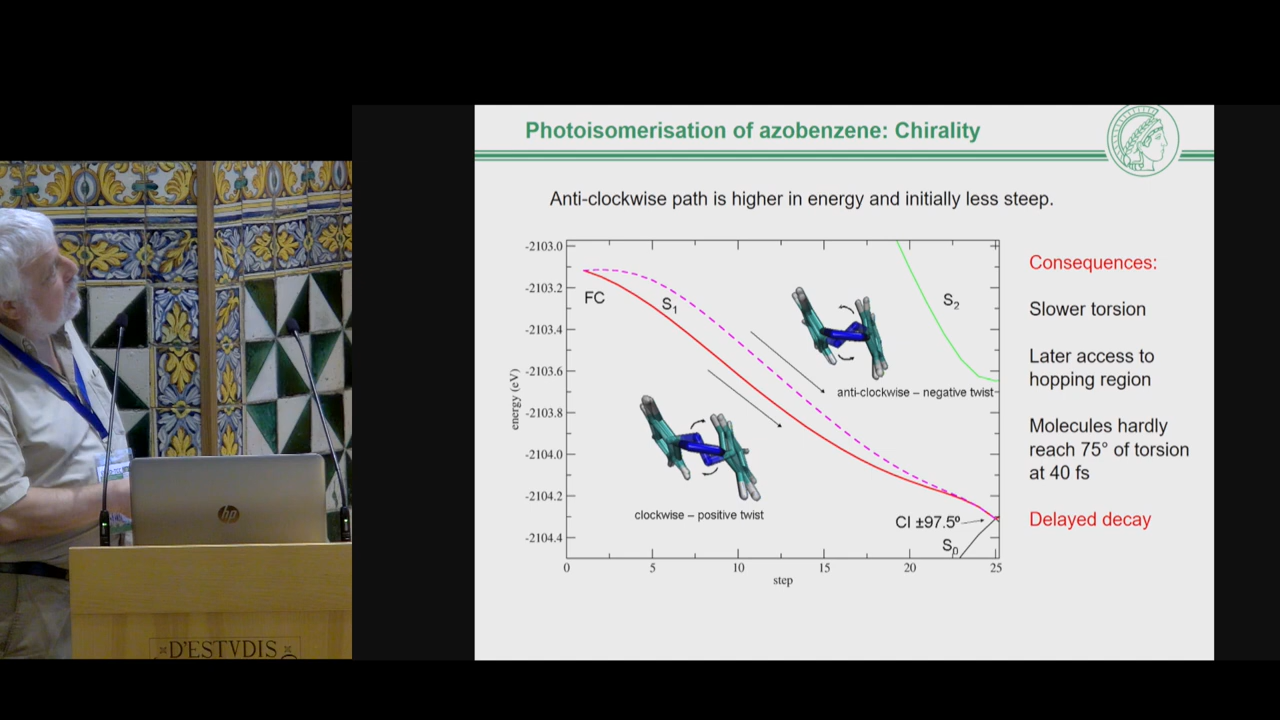 Photoisomerisation of azobenzene: Chirality
Anti-clockwise path is higher in energy and initially less steep.
-2103.0
-2103.2
-2103.4
-2103.6
-2103.8
-2104.0
-2104.2
-2104.4
energy (eV)
FC
S1
S2
anti-clockwise – negative twist
clockwise – positive twist
CI ±97.5º
S0
0
5
10
15
20
25
step
Consequences:
Slower torsion
Later access to
hopping region
Molecules hardly
reach 75° of torsion
at 40 fs
Delayed decay
hp
D'ESTVDIS